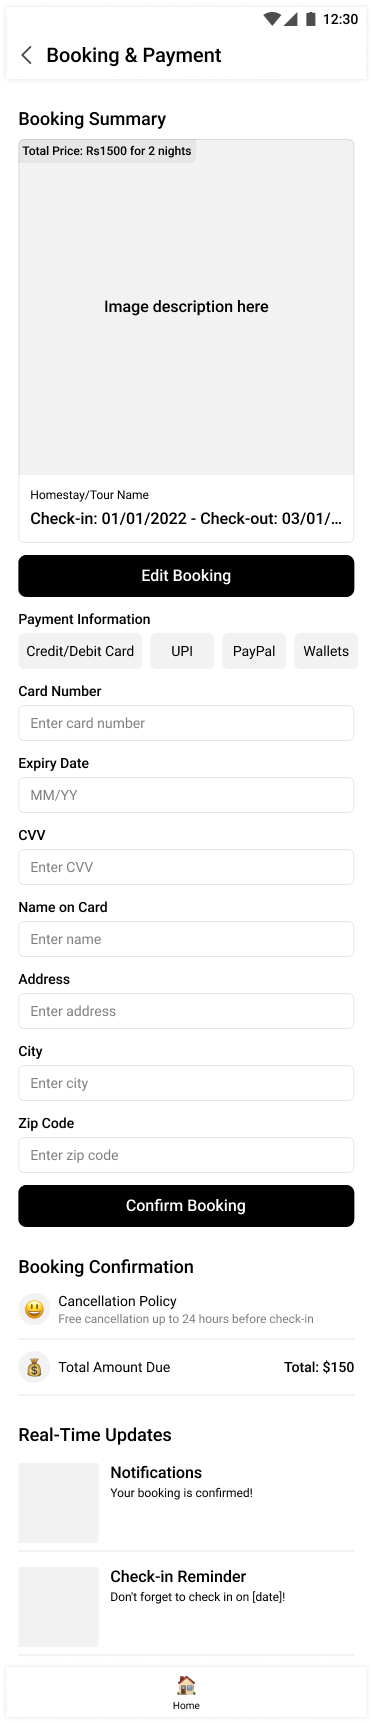 12:30
Booking & Payment
Booking Summary
Total Price: Rs1500 for 2 nights
Image description here
Homestay/Tour Name
Check-in: 01/01/2022 - Check-out: 03/01/...
Edit Booking
Payment Information
Credit/Debit Card UPI PayPal Wallets
Card Number
Enter card number
Expiry Date
MM/YY
CVV
Enter CVV
Name on Card
Enter name
Address
Enter address
City
Enter city
Zip Code
Enter zip code
Confirm Booking
Booking Confirmation
Cancellation Policy
Free cancellation up to 24 hours before check-in
Total Amount Due Total: $150
Real-Time Updates
Notifications
Your booking is confirmed!
Check-in Reminder
Don't forget to check in on [date]!
Home